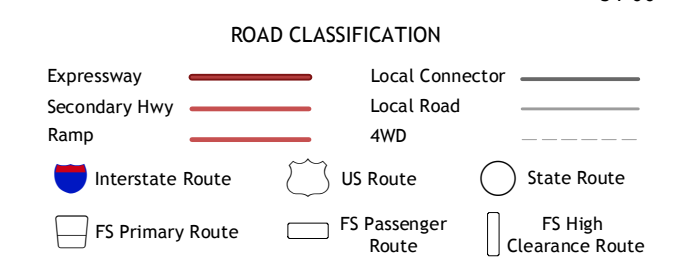 ROAD CLASSIFICATION
Expressway
Local Connector
Secondary Hwy
Local Road
Ramp
4WD
Interstate Route
US Route
State Route
FS Primary Route
FS Passenger
Route
FS High
Clearance Route